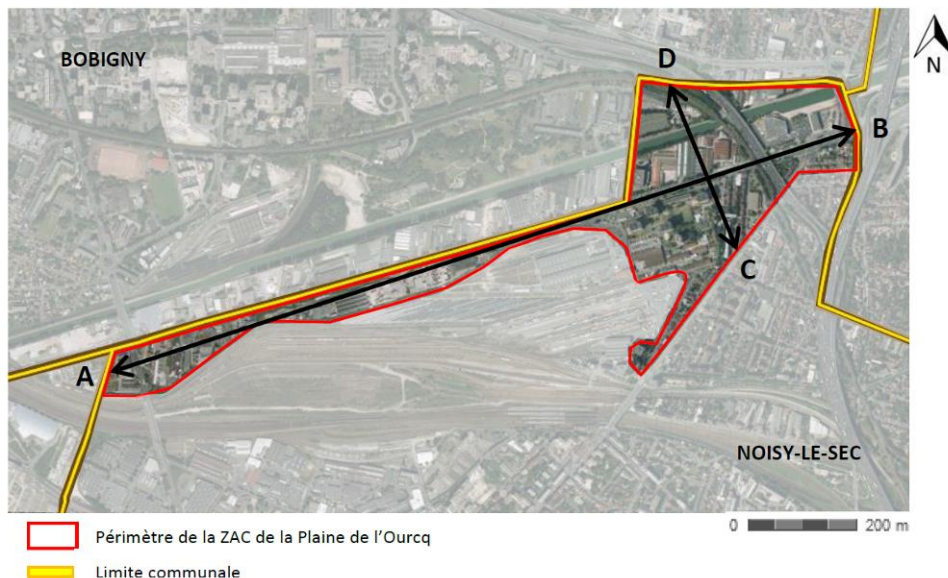 BOBIGNY
N
D
B
C
A
NOISY-LE-SEC
0 200 m
Périmètre de la ZAC de la Plaine de l’Ourcq
Limite communale